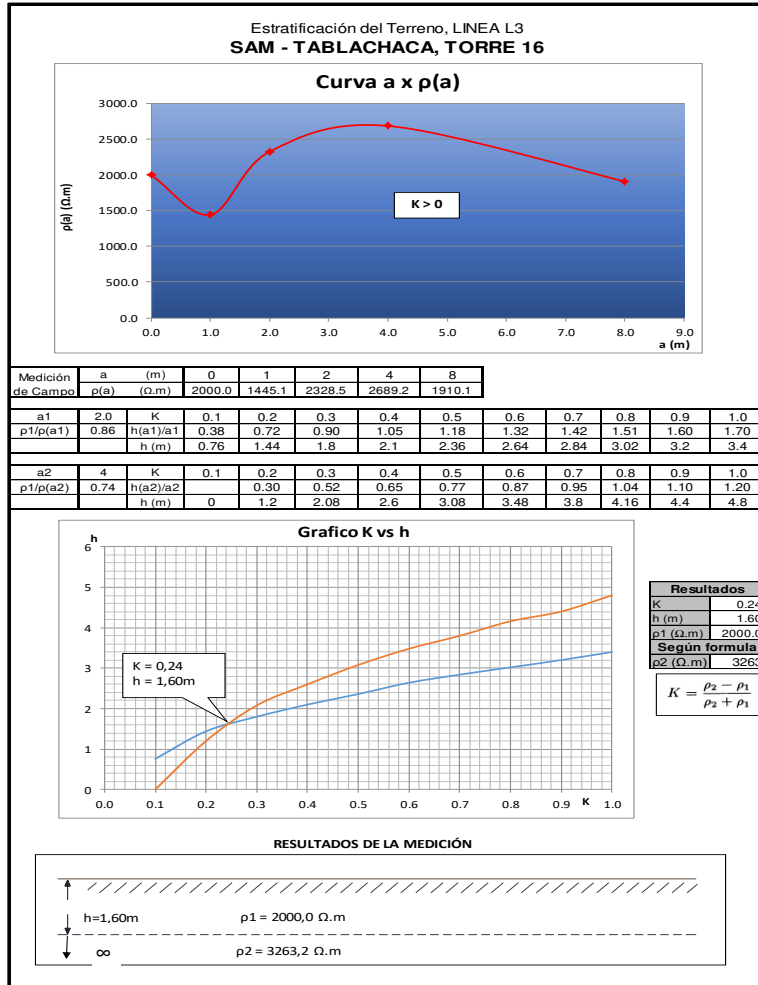 Estratificación del Terreno, LINEA L3
SAM - TABLACHACA, TORRE 16
Curva a x ρ(a)
3000.0
2500.0
2000.0
1500.0
1000.0
500.0
0.0
ρ(a) (Ω.m)
K > 0
0.0 1.0 2.0 3.0 4.0 5.0 6.0 7.0 8.0 9.0
a (m)
Medición de Campo a (m) 0 1 2 4 8
ρ(a) (Ω.m) 2000.0 1445.1 2328.5 2689.2 1910.1
a1 2.0 K 0.1 0.2 0.3 0.4 0.5 0.6 0.7 0.8 0.9 1.0
ρ1/ρ(a1) 0.86 h(a1)/a1 0.38 0.72 0.90 1.05 1.18 1.32 1.42 1.51 1.60 1.70
h (m) 0.76 1.44 1.8 2.1 2.36 2.64 2.84 3.02 3.2 3.4
a2 4 K 0.1 0.2 0.3 0.4 0.5 0.6 0.7 0.8 0.9 1.0
ρ1/ρ(a2) 0.74 h(a2)/a2 0.30 0.52 0.65 0.77 0.87 0.95 1.04 1.10 1.20
h (m) 0 1.2 2.08 2.6 3.08 3.48 3.8 4.16 4.4 4.8
Grafico K vs h
h
6
5
4
3
2
1
0
K = 0,24
h = 1,60m
0.0 0.1 0.2 0.3 0.4 0.5 0.6 0.7 0.8 0.9 1.0
K
Resultados
K 0.24
h (m) 1.60
ρ1 (Ω.m) 2000.0
Según formula
ρ2 (Ω.m) 3263
K = (ρ₂ − ρ₁) / (ρ₂ + ρ₁)
RESULTADOS DE LA MEDICIÓN
h=1,60m ρ1 = 2000,0 Ω.m
∞ ρ2 = 3263,2 Ω.m